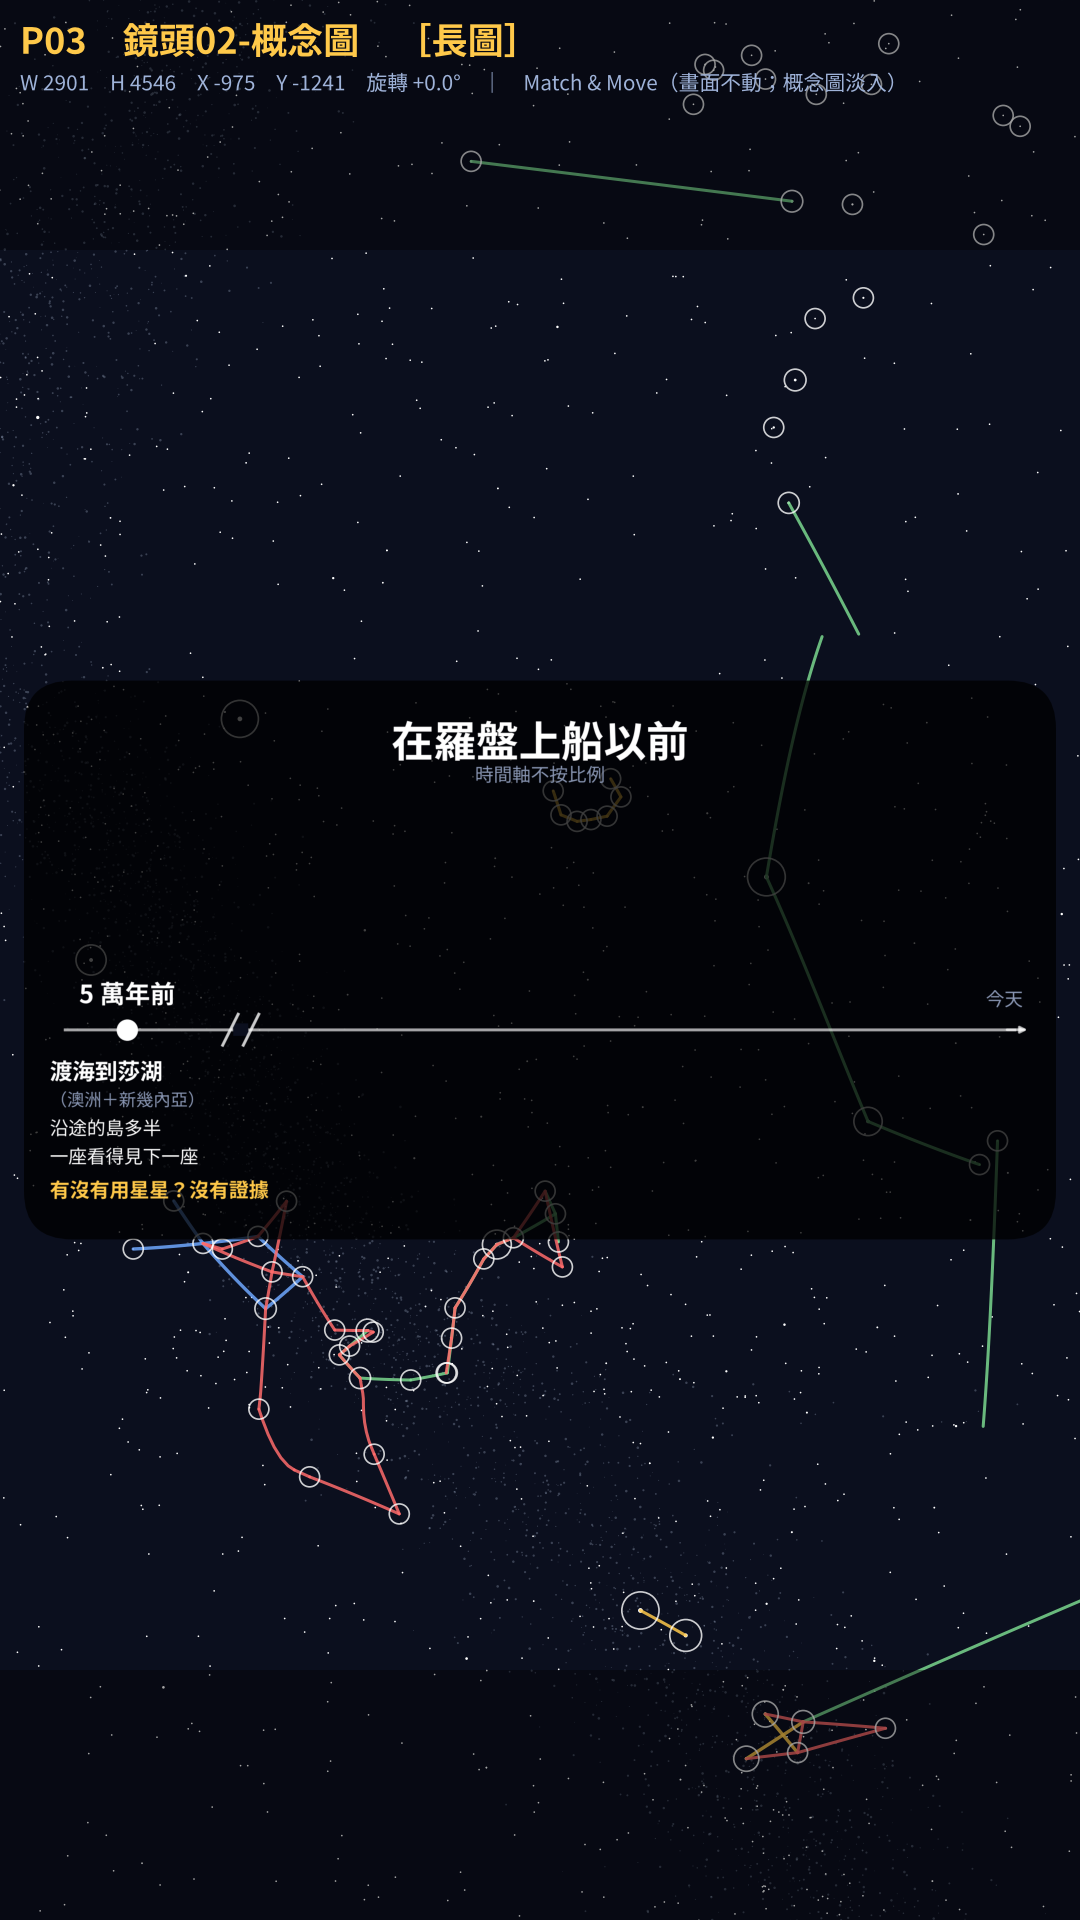 P03　鏡頭02-概念圖　［長圖］
W 2901　H 4546　X -975　Y -1241　旋轉 +0.0°　｜　Match & Move（畫面不動；概念圖淡入）
在羅盤上船以前
時間軸不按比例
5 萬年前
今天
渡海到莎湖
（澳洲＋新幾內亞）
沿途的島多半
一座看得見下一座
有沒有用星星？沒有證據